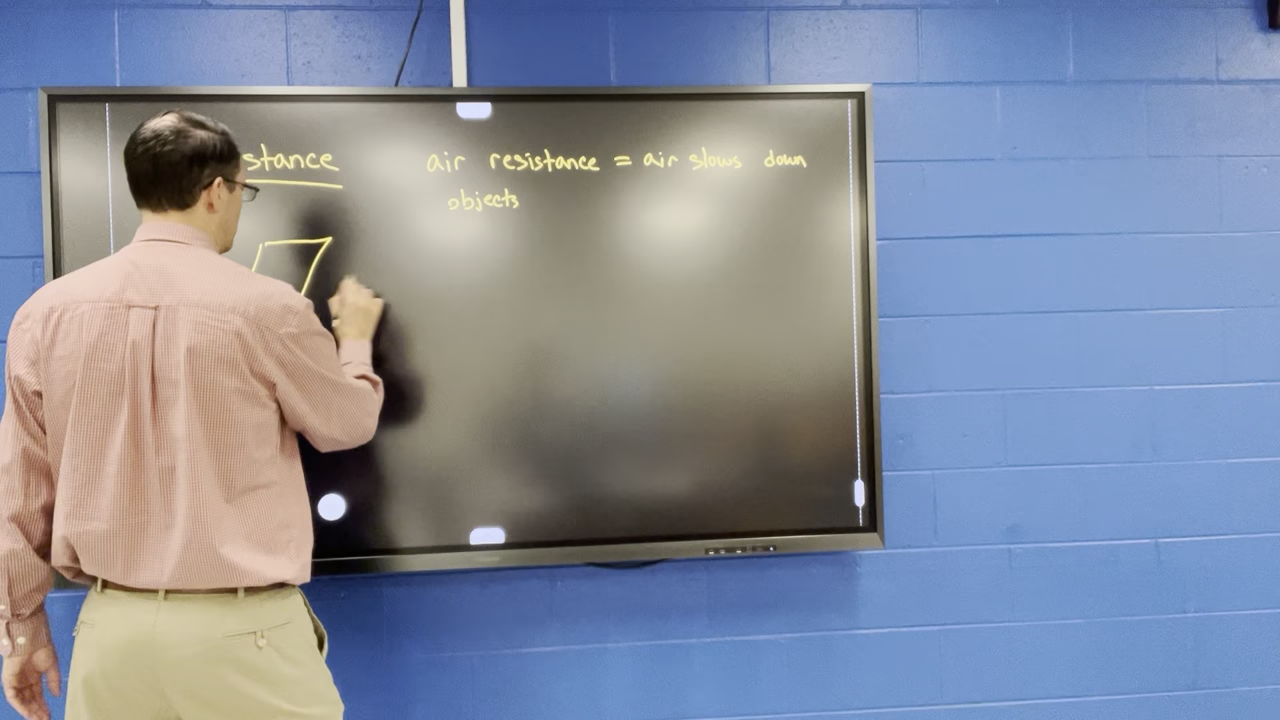 stance
air resistance = air slows down
objects